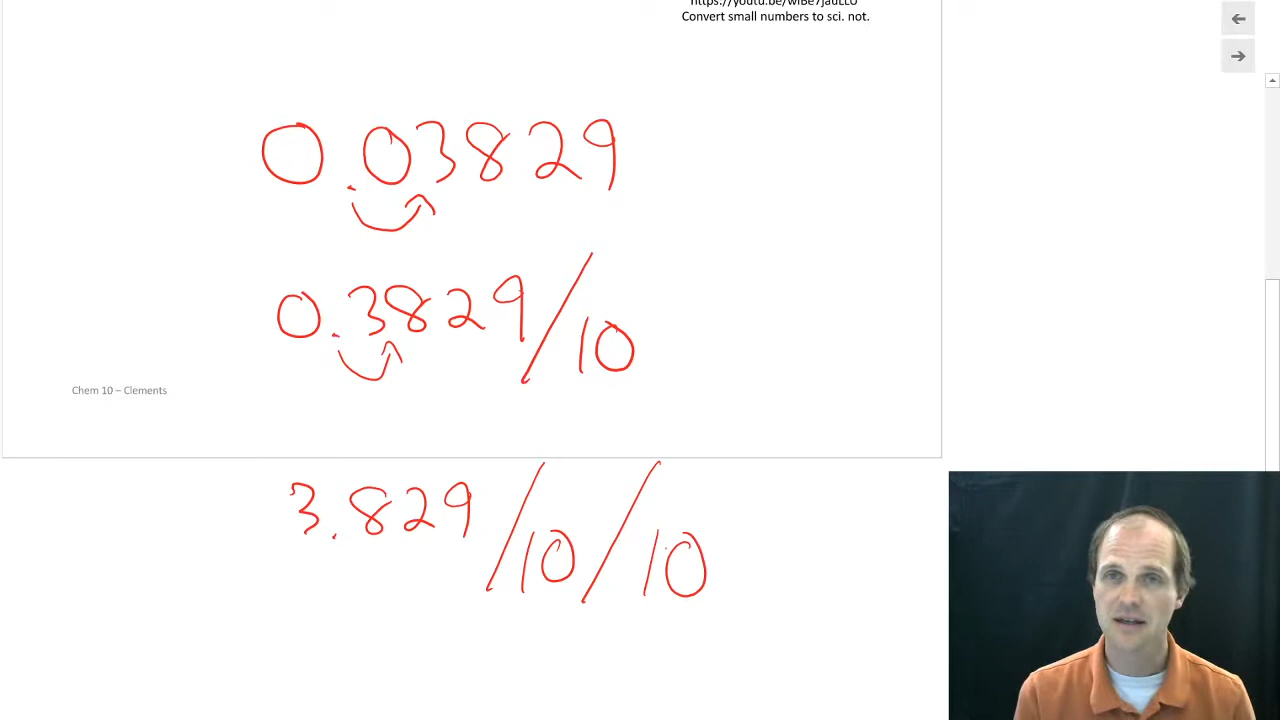 Convert small numbers to sci. not.
0.03829
0.3829/10
Chem 10 – Clements
3.829/10/10